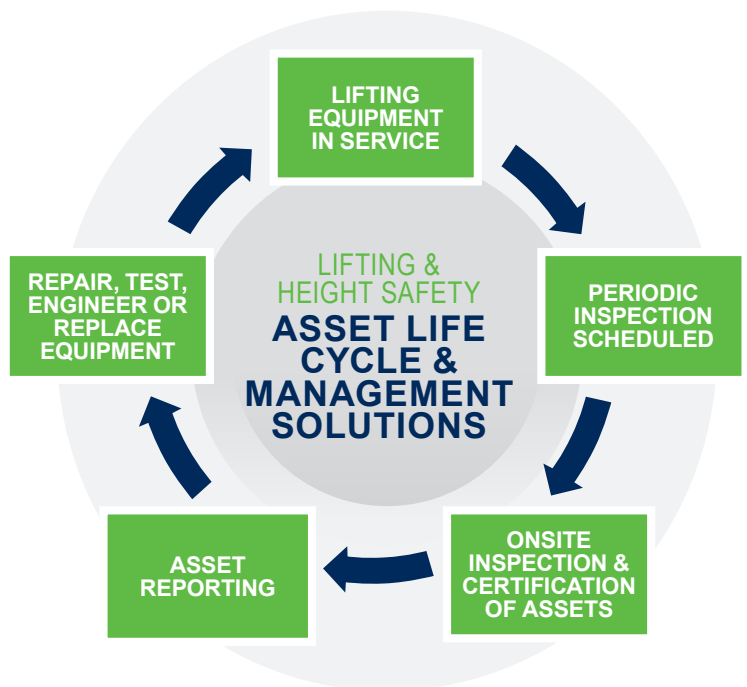 LIFTING
EQUIPMENT
IN SERVICE
PERIODIC
INSPECTION
SCHEDULED
ONSITE
INSPECTION &
CERTIFICATION
OF ASSETS
ASSET
REPORTING
REPAIR, TEST,
ENGINEER OR
REPLACE
EQUIPMENT
LIFTING &
HEIGHT SAFETY
ASSET LIFE
CYCLE &
MANAGEMENT
SOLUTIONS